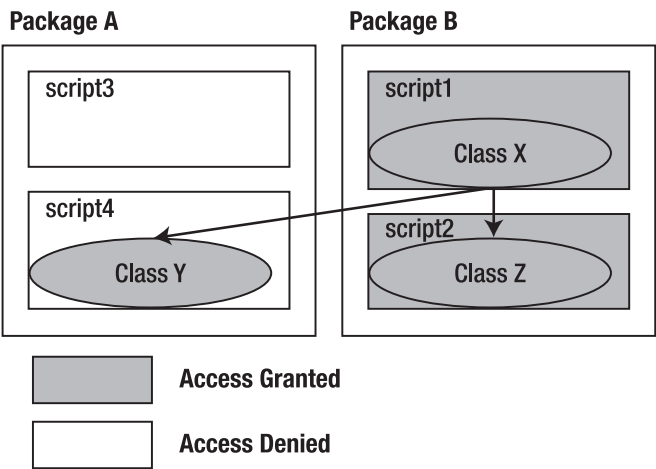 Package A
Package B
script3
script1
Class X
script4
script2
Class Y
Class Z
Access Granted
Access Denied